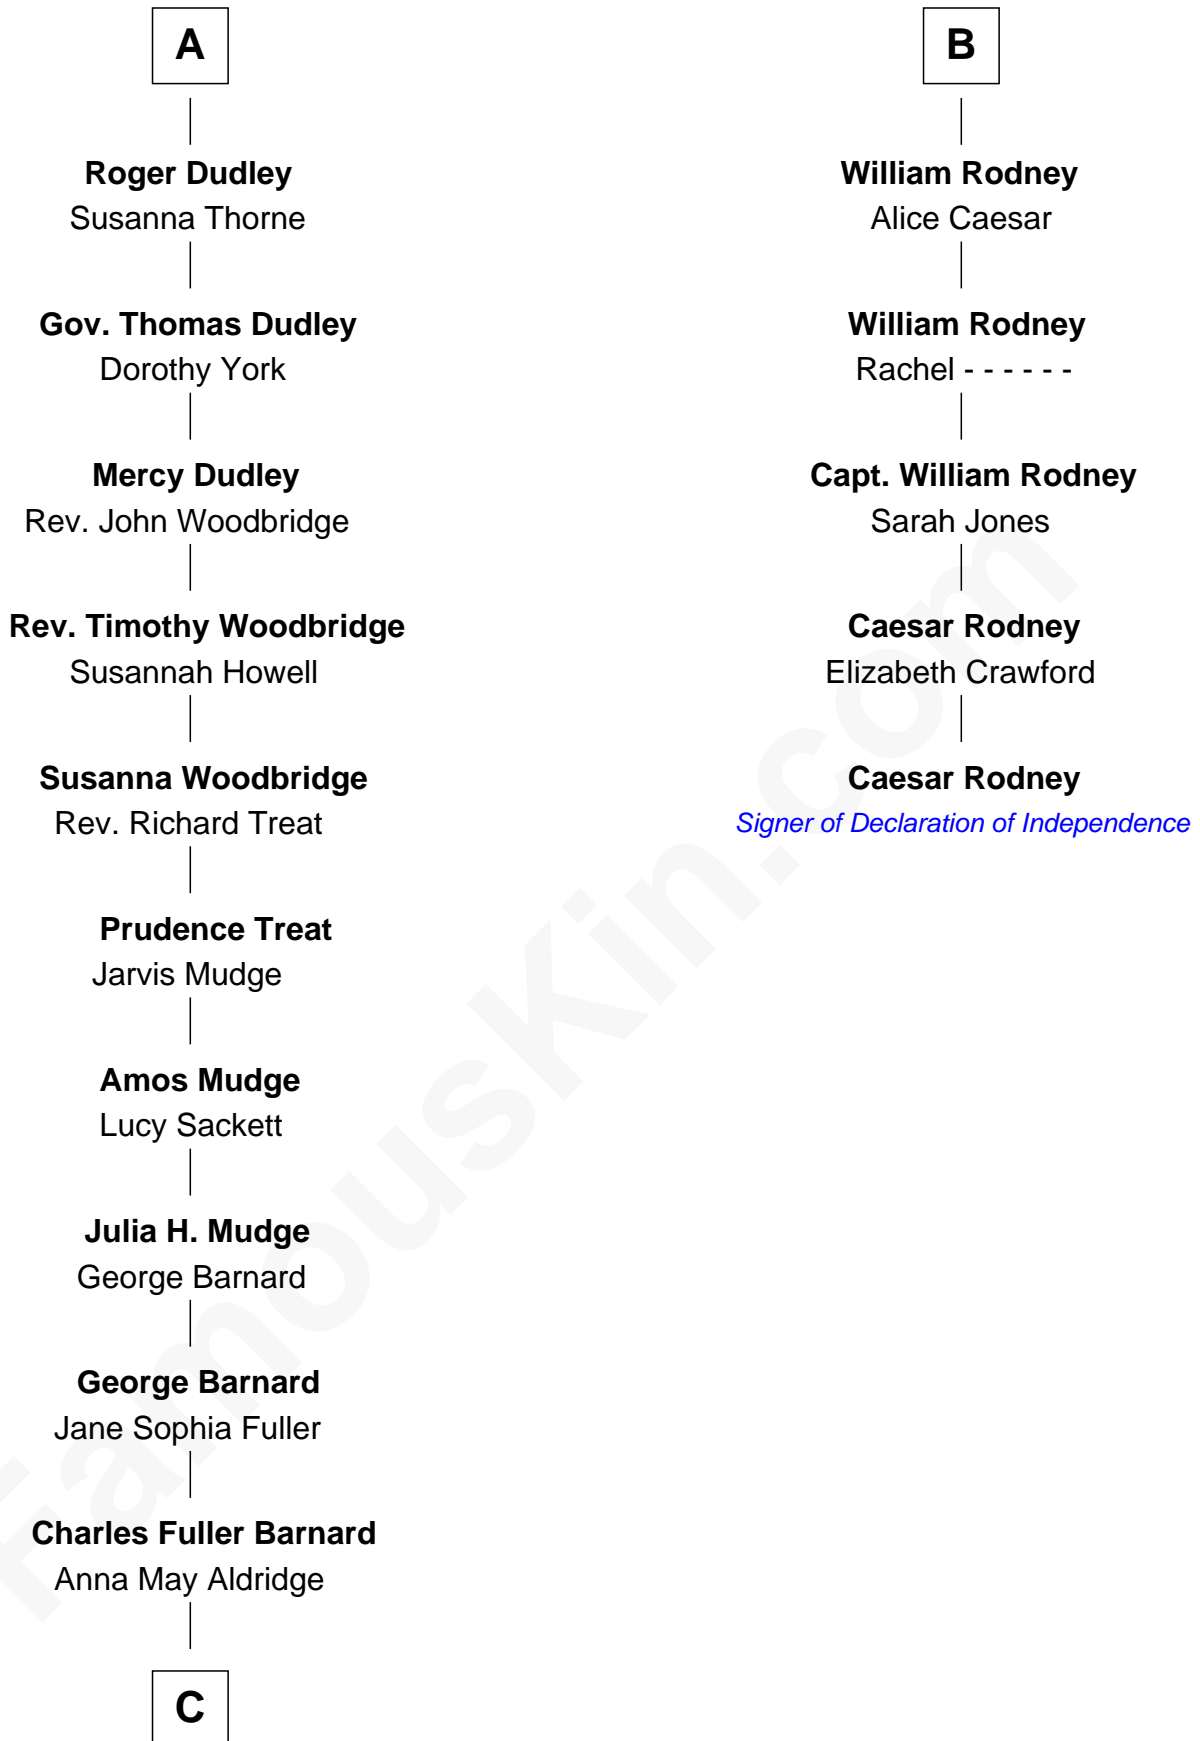 A
Roger Dudley
Susanna Thorne
Gov. Thomas Dudley
Dorothy York
Mercy Dudley
Rev. John Woodbridge
Rev. Timothy Woodbridge
Susannah Howell
Susanna Woodbridge
Rev. Richard Treat
Prudence Treat
Jarvis Mudge
Amos Mudge
Lucy Sackett
Julia H. Mudge
George Barnard
George Barnard
Jane Sophia Fuller
Charles Fuller Barnard
Anna May Aldridge
C
B
William Rodney
Alice Caesar
William Rodney
Rachel - - - - - -
Capt. William Rodney
Sarah Jones
Caesar Rodney
Elizabeth Crawford
Caesar Rodney
Signer of Declaration of Independence
FamousKin.com